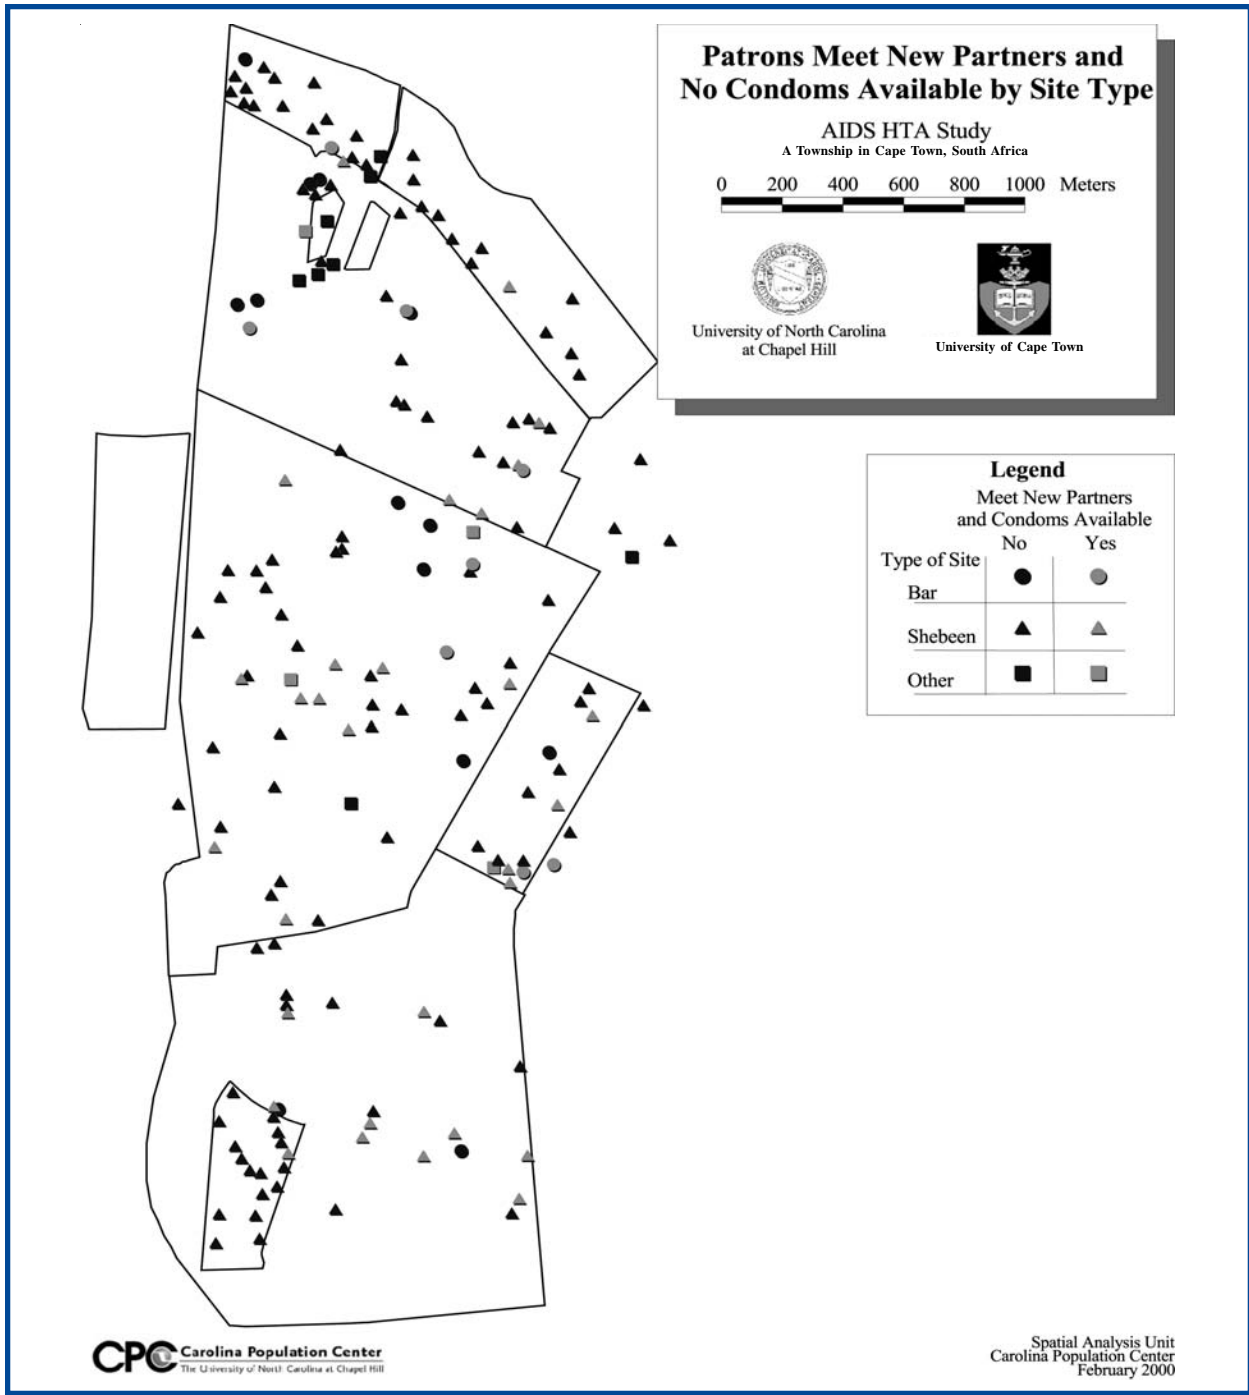 Patrons Meet New Partners and
No Condoms Available by Site Type
AIDS HTA Study
A Township in Cape Town, South Africa
0 200 400 600 800 1000 Meters
University of North Carolina
at Chapel Hill
University of Cape Town
Legend
Meet New Partners
and Condoms Available
No Yes
Type of Site
Bar
Shebeen
Other
CPC Carolina Population Center
The University of North Carolina at Chapel Hill
Spatial Analysis Unit
Carolina Population Center
February 2000